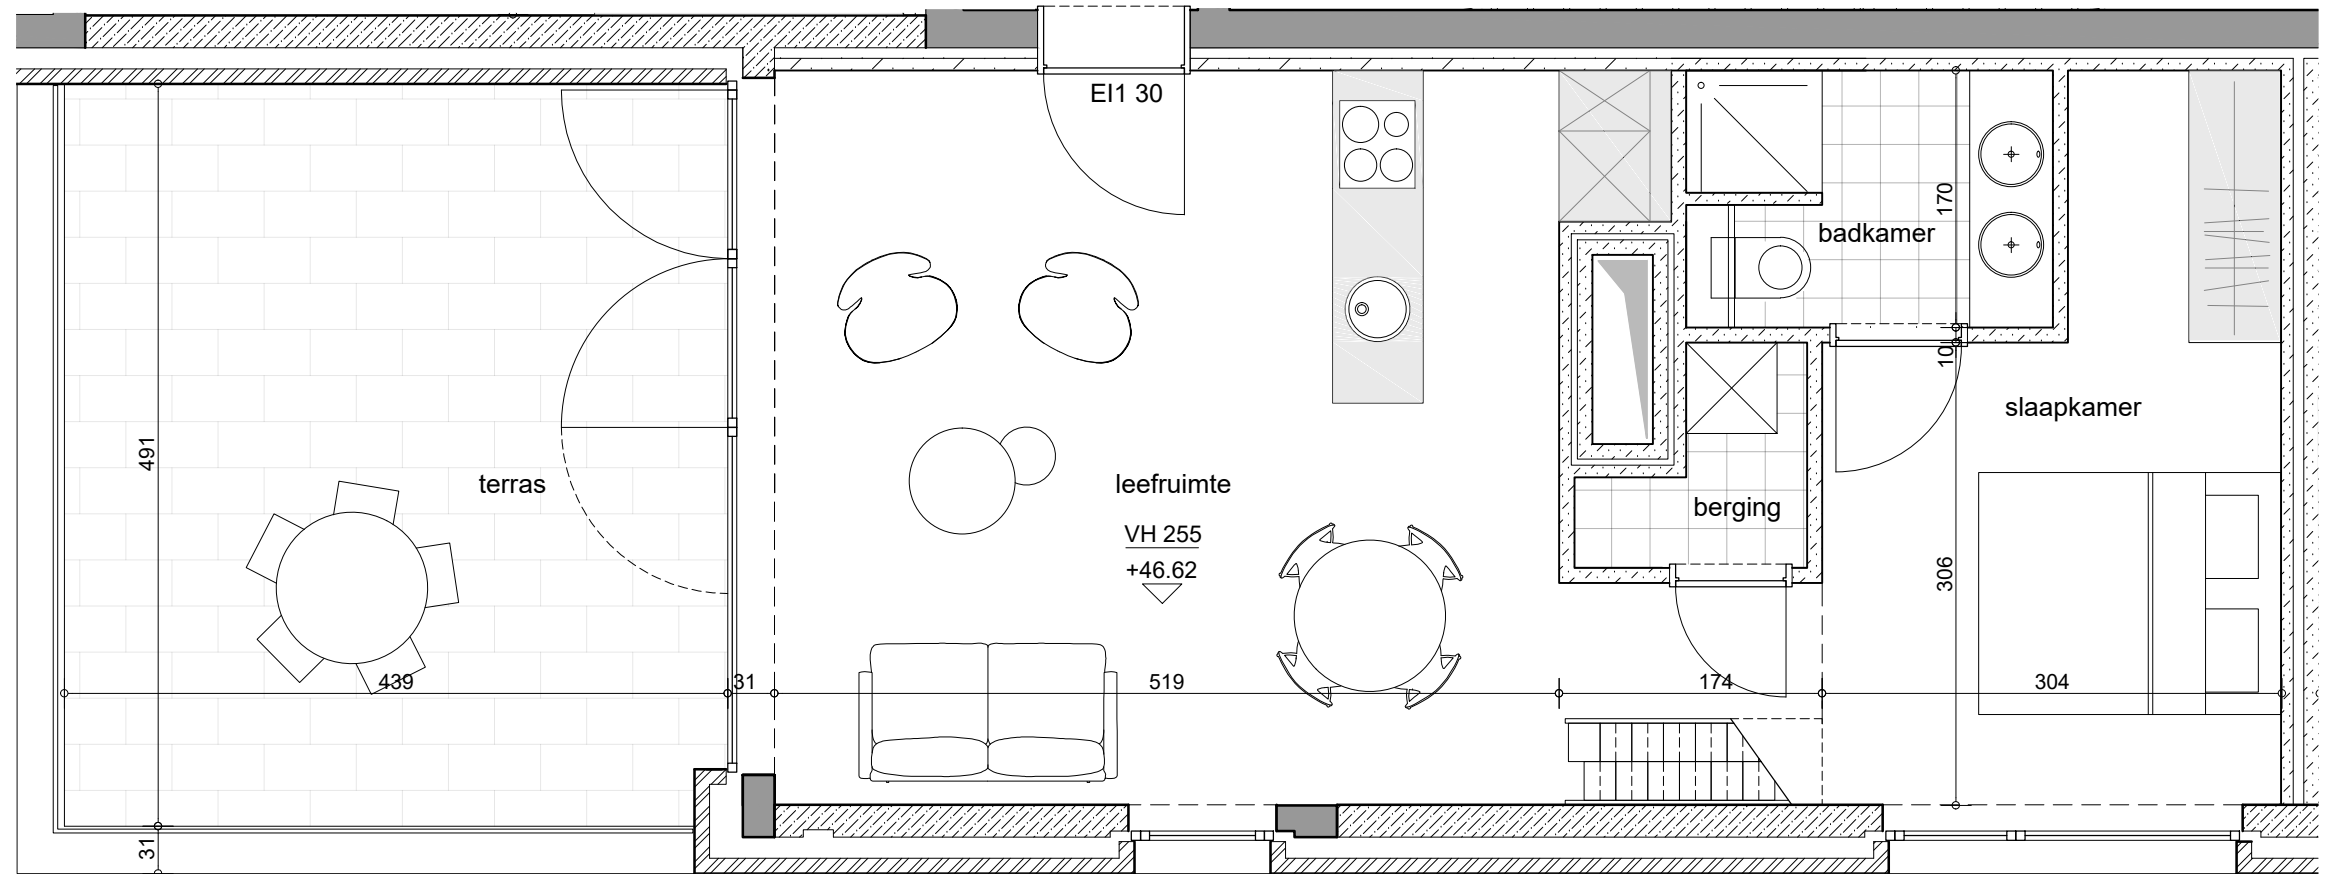 EI1 30
170
badkamer
10
slaapkamer
491
terras
leefruimte
berging
VH 255
+46.62
306
439
31
519
174
304
31